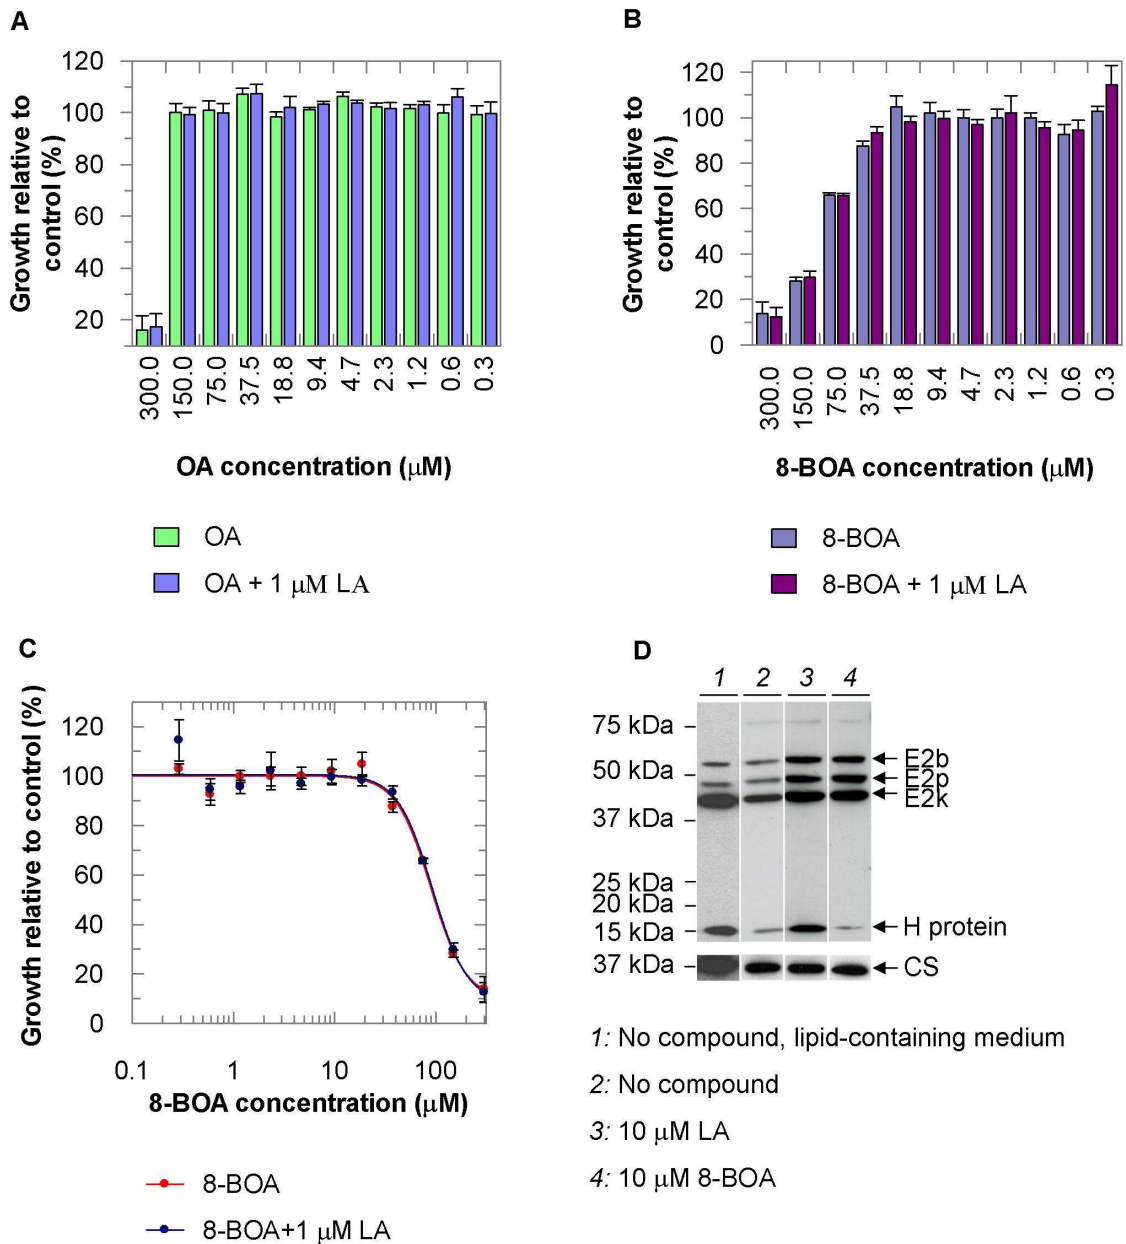 A
Growth relative to
control (%)
120
100
80
60
40
20
300.0 150.0 75.0 37.5 18.8 9.4 4.7 2.3 1.2 0.6 0.3
OA concentration (μM)
OA
OA + 1 μM LA
B
Growth relative to
control (%)
120
100
80
60
40
20
0
300.0 150.0 75.0 37.5 18.8 9.4 4.7 2.3 1.2 0.6 0.3
8-BOA concentration (μM)
8-BOA
8-BOA + 1 μM LA
C
Growth relative to control (%)
120
100
80
60
40
20
0
0.1 1 10 100
8-BOA concentration (μM)
8-BOA
8-BOA+1 μM LA
D
1 2 3 4
75 kDa
50 kDa
37 kDa
25 kDa
20 kDa
15 kDa
37 kDa
E2b
E2p
E2k
H protein
CS
1: No compound, lipid-containing medium
2: No compound
3: 10 μM LA
4: 10 μM 8-BOA